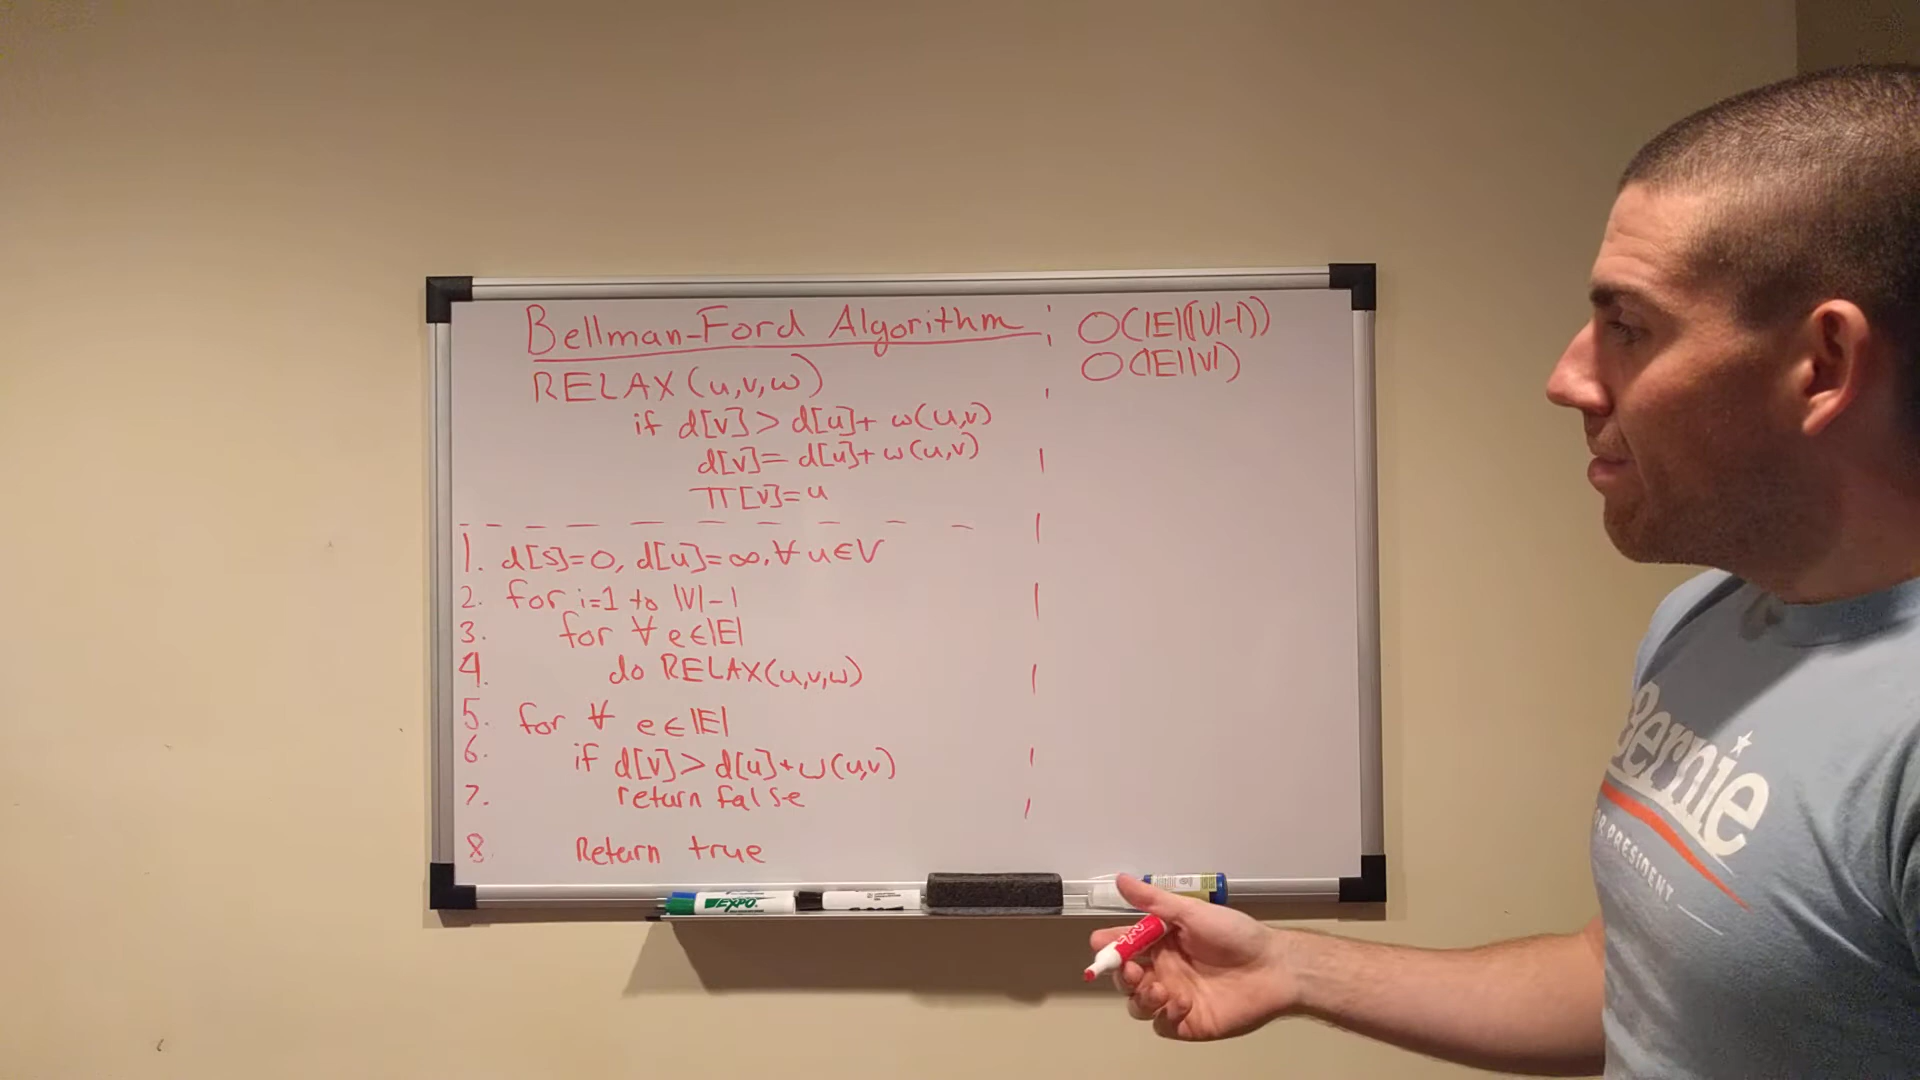 Bellman-Ford Algorithm
RELAX(u,v,w)
if d[v] > d[u]+ w(u,v)
d[v]= d[u]+w(u,v)
π[v]=u
1. d[s]=0, d[u]=∞, ∀ u∈V
2. for i=1 to |V|-1
3. for ∀ e∈|E|
4. do RELAX(u,v,w)
5. for ∀ e∈|E|
6. if d[v]> d[u]+w(u,v)
7. return false
8. Return true
O(|E|(|V|-1))
O(|E||V|)
EXPO
Bernie
PRESIDENT